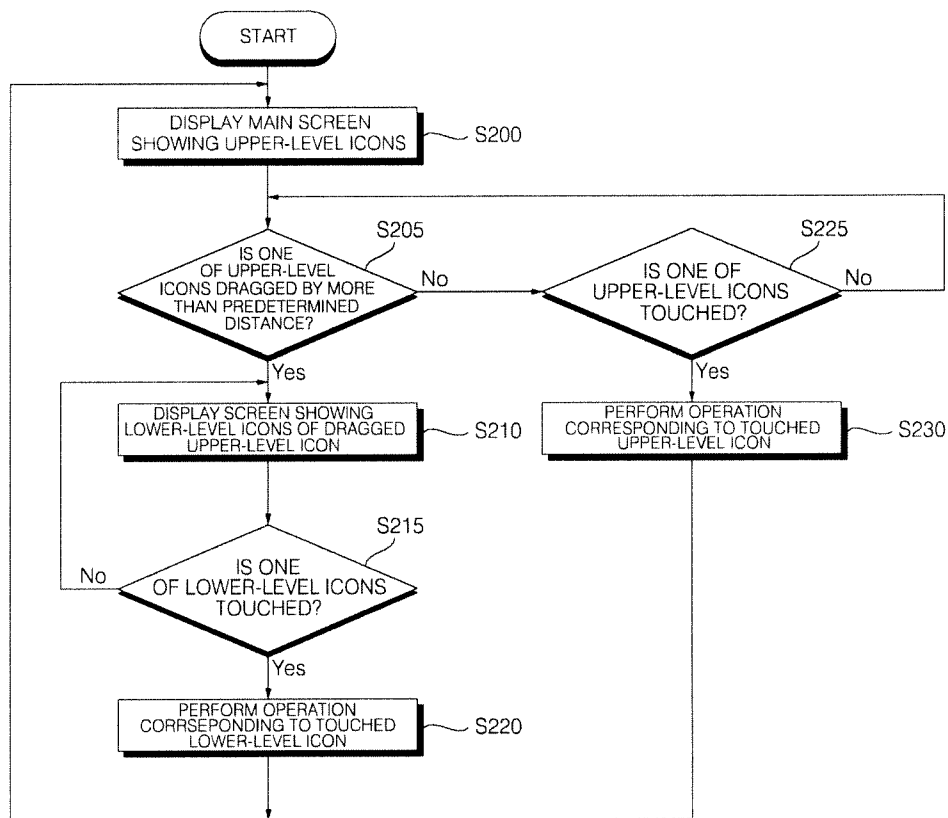 START
DISPLAY MAIN SCREEN
SHOWING UPPER-LEVEL ICONS
S200
S205
IS ONE
OF UPPER-LEVEL
ICONS DRAGGED BY MORE
THAN PREDETERMINED
DISTANCE?
No
Yes
S225
IS ONE OF
UPPER-LEVEL ICONS
TOUCHED?
No
Yes
DISPLAY SCREEN SHOWING
LOWER-LEVEL ICONS OF DRAGGED
UPPER-LEVEL ICON
S210
PERFORM OPERATION
CORRESPONDING TO TOUCHED
UPPER-LEVEL ICON
S230
S215
IS ONE
OF LOWER-LEVEL ICONS
TOUCHED?
No
Yes
PERFORM OPERATION
CORRSEPONDING TO TOUCHED
LOWER-LEVEL ICON
S220